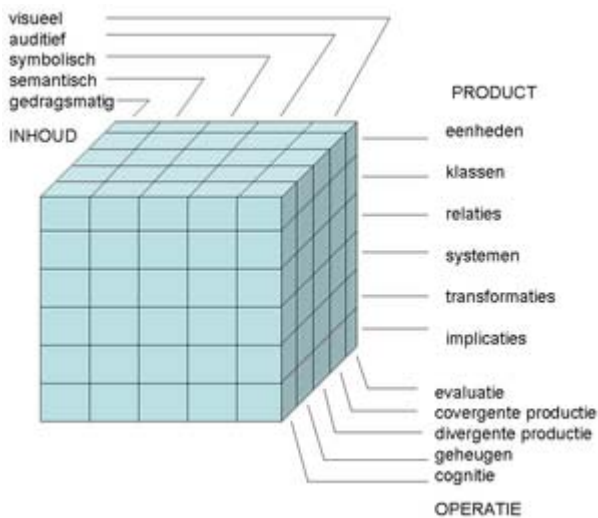 visueel
auditief
symbolisch
semantisch
gedragsmatig
INHOUD
PRODUCT
eenheden
klassen
relaties
systemen
transformaties
implicaties
evaluatie
covergente productie
divergente productie
geheugen
cognitie
OPERATIE